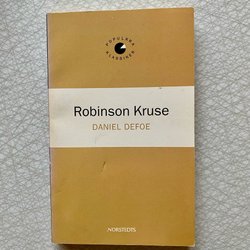 POPULÄRA
KLASSIKER
Robinson Kruse
DANIEL DEFOE
NORSTEDTS